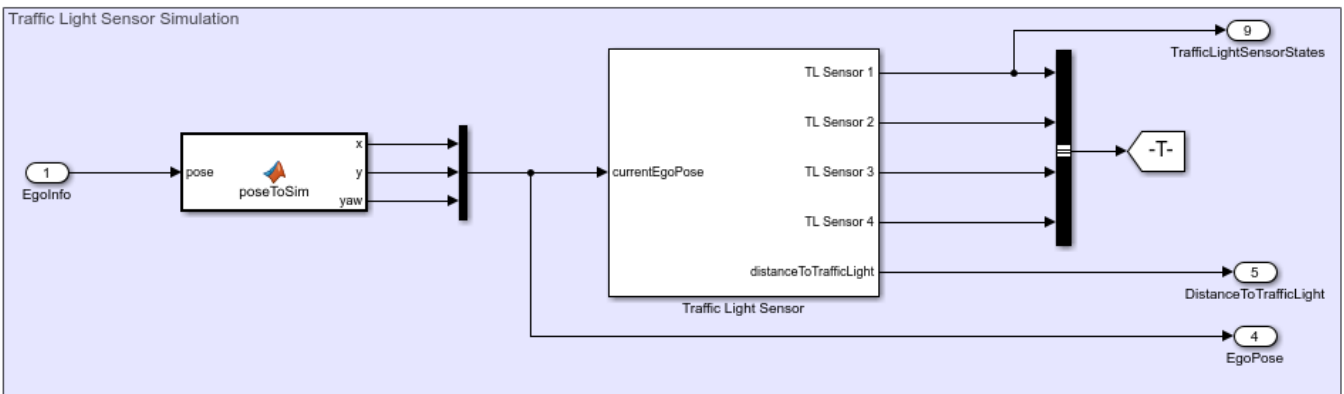 Traffic Light Sensor Simulation
9
TrafficLightSensorStates
TL Sensor 1
TL Sensor 2
x
-T-
1
pose
y
currentEgoPose
TL Sensor 3
EgoInfo
poseToSim
yaw
TL Sensor 4
distanceToTrafficLight
5
DistanceToTrafficLight
Traffic Light Sensor
4
EgoPose